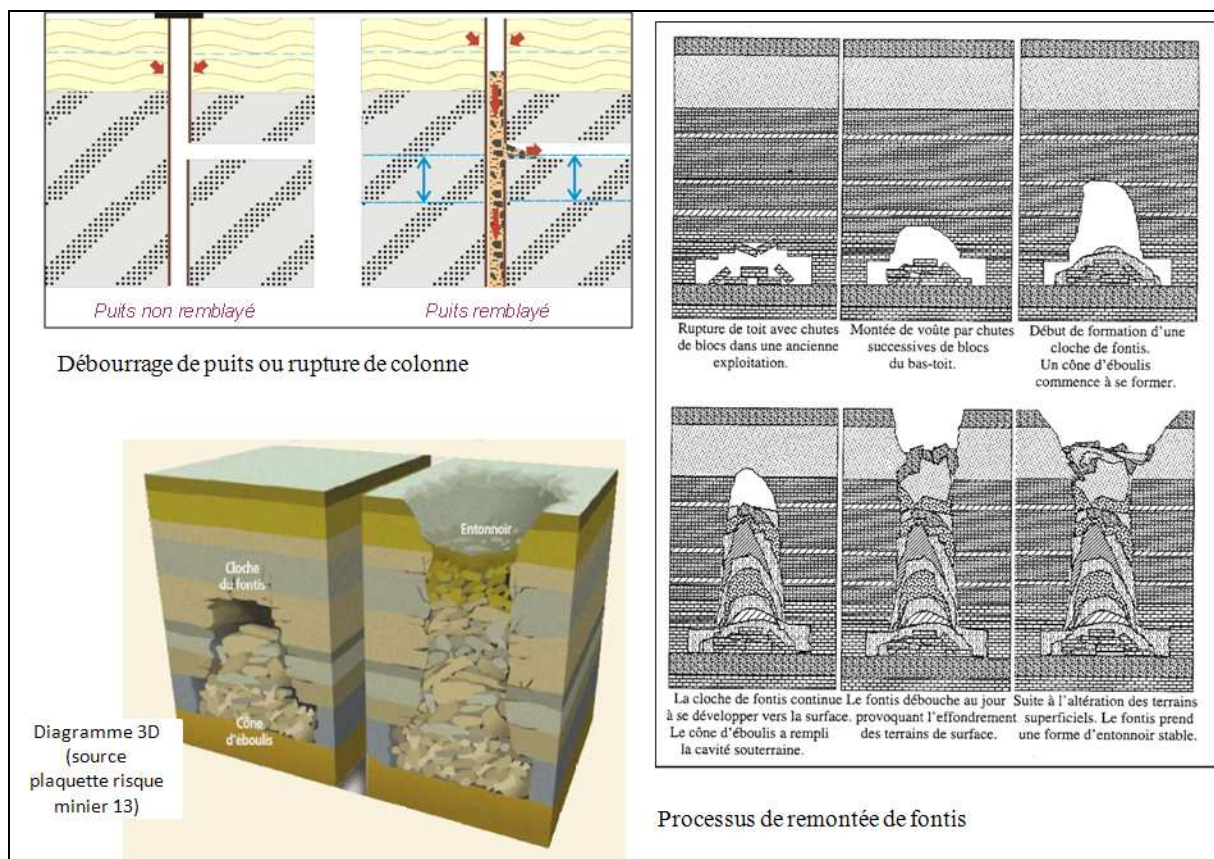 Puits non remblayé
Puits remblayé
Débourrage de puits ou rupture de colonne
Cloche
du fontis
Entonnoir
Cône
d'éboulis
Diagramme 3D
(source
plaquette risque
minier 13)
Rupture de toit avec chutes
de blocs dans une ancienne
exploitation.
Montée de voûte par chutes
successives de blocs
du bas-toit.
Début de formation d'une
cloche de fontis.
Un cône d'éboulis
commence à se former.
La cloche de fontis continue
à se développer vers la surface.
Le cône d'éboulis a rempli
la cavité souterraine.
Le fontis débouche au jour
provoquant l'effondrement
des terrains de surface.
Suite à l'altération des terrains
superficiels. Le fontis prend
une forme d'entonnoir stable.
Processus de remontée de fontis